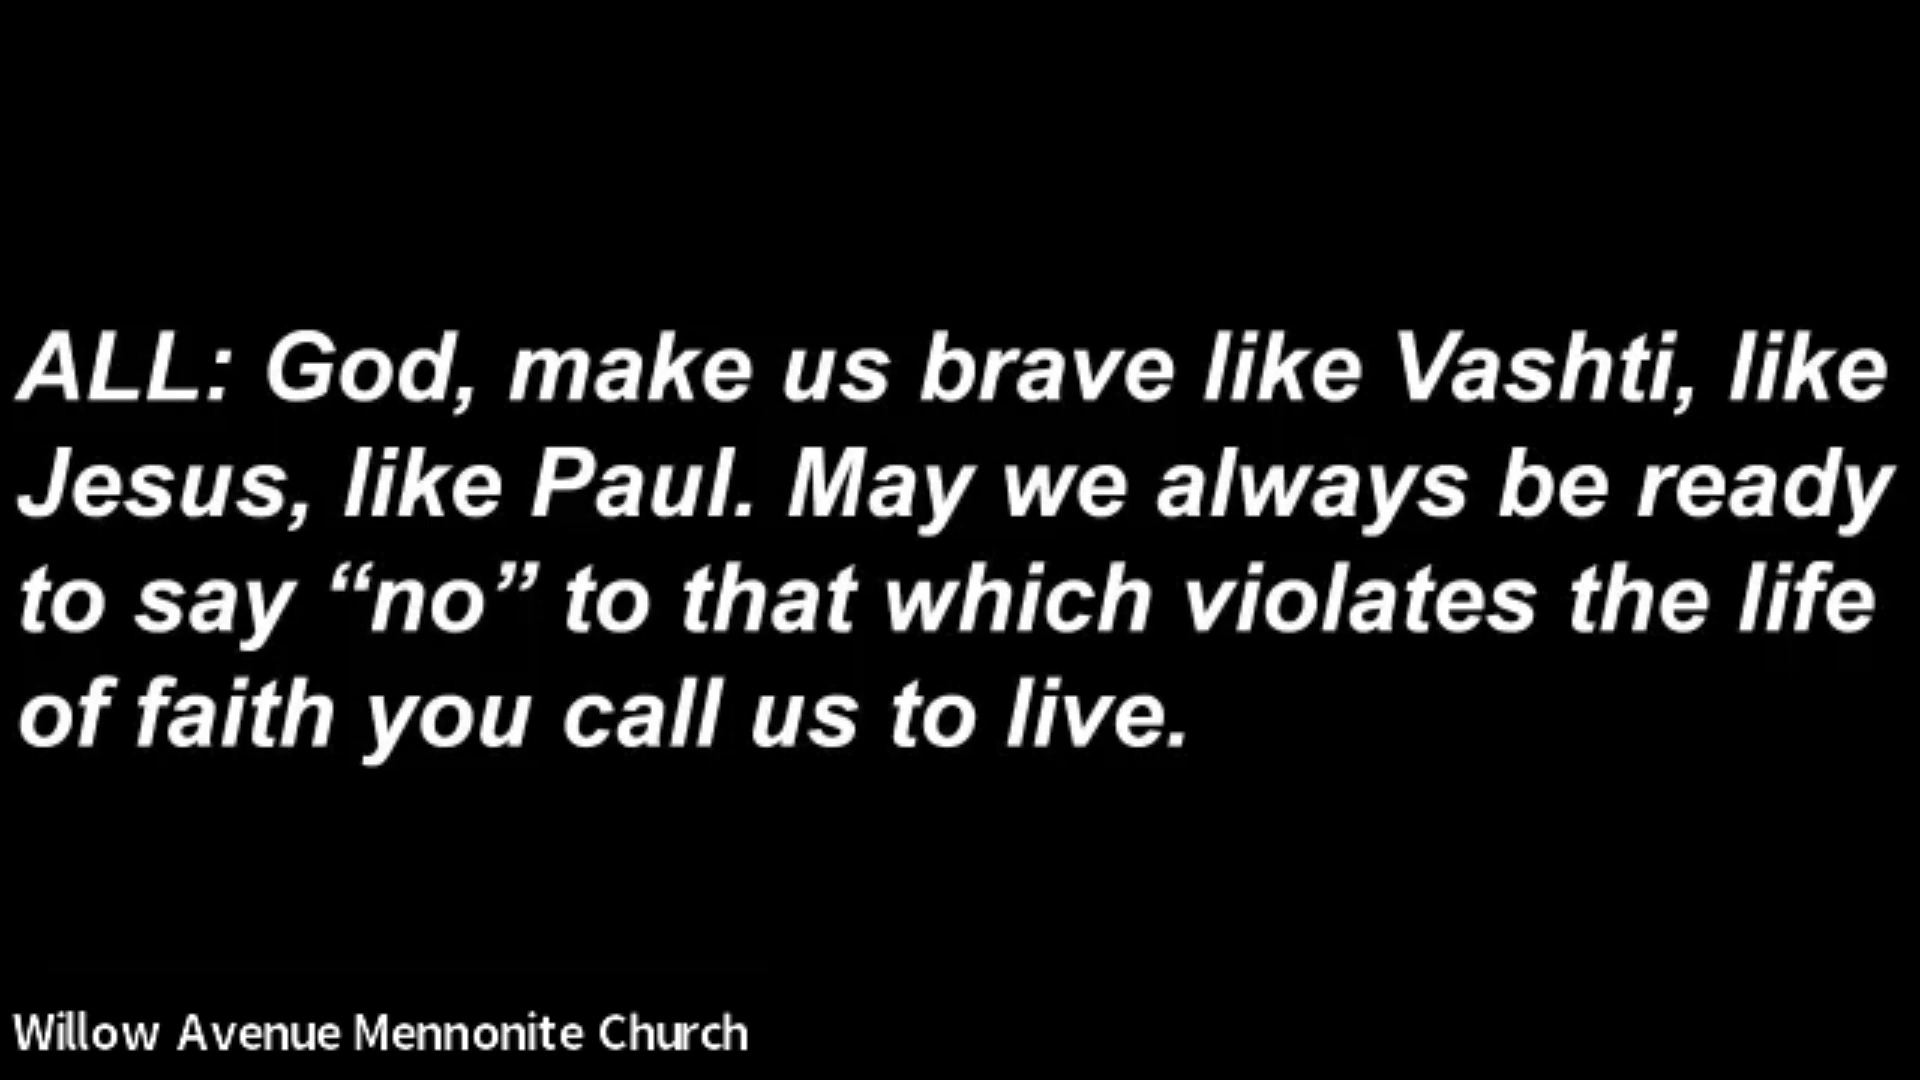 ALL: God, make us brave like Vashti, like
Jesus, like Paul. May we always be ready
to say “no” to that which violates the life
of faith you call us to live.
Willow Avenue Mennonite Church